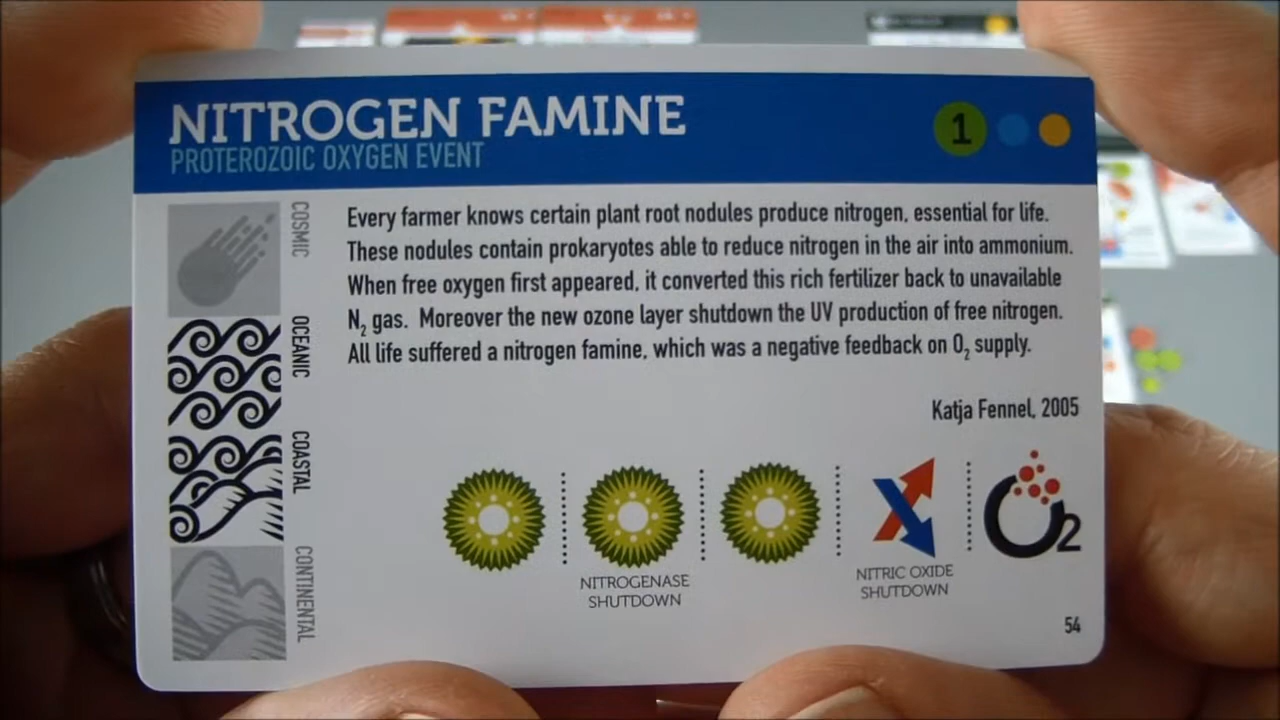 NITROGEN FAMINE
PROTEROZOIC OXYGEN EVENT
1
COSMIC
OCEANIC
COASTAL
CONTINENTAL
Every farmer knows certain plant root nodules produce nitrogen, essential for life.
These nodules contain prokaryotes able to reduce nitrogen in the air into ammonium.
When free oxygen first appeared, it converted this rich fertilizer back to unavailable
N₂ gas. Moreover the new ozone layer shutdown the UV production of free nitrogen.
All life suffered a nitrogen famine, which was a negative feedback on O₂ supply.
Katja Fennel, 2005
O2
NITROGENASE
SHUTDOWN
NITRIC OXIDE
SHUTDOWN
54